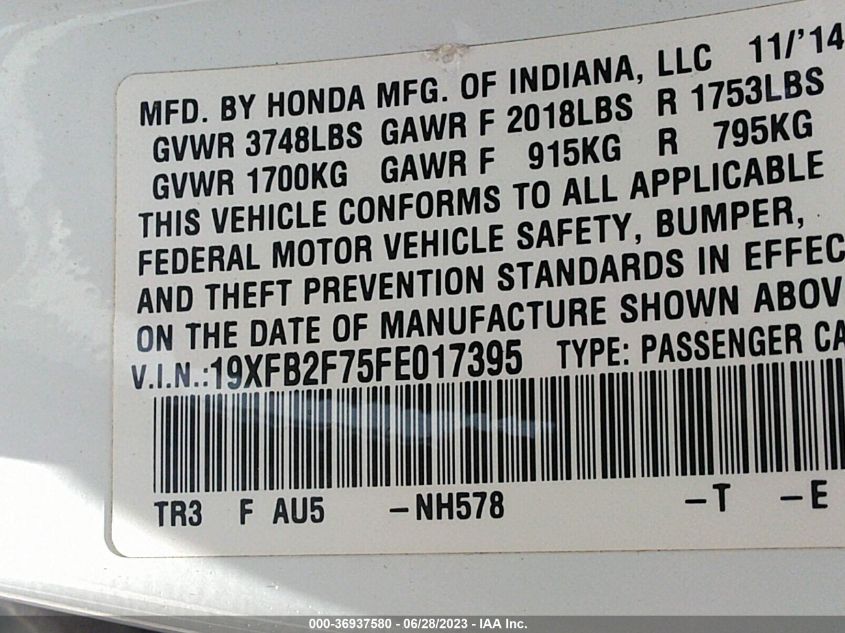 MFD. BY HONDA MFG. OF INDIANA, LLC 11/'14
GVWR 3748LBS GAWR F 2018LBS R 1753LBS
GVWR 1700KG GAWR F 915KG R 795KG
THIS VEHICLE CONFORMS TO ALL APPLICABLE
FEDERAL MOTOR VEHICLE SAFETY, BUMPER,
AND THEFT PREVENTION STANDARDS IN EFFEC
ON THE DATE OF MANUFACTURE SHOWN ABOV
V.I.N.:19XFB2F75FE017395 TYPE: PASSENGER CA
TR3 F AU5 -NH578 -T -E
000-36937580 - 06/28/2023 - IAA Inc.